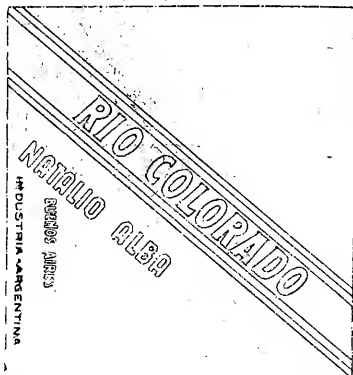 RIO COLORADO
NATALIO ALBA
BUENOS AIRES
INDUSTRIA ARGENTINA